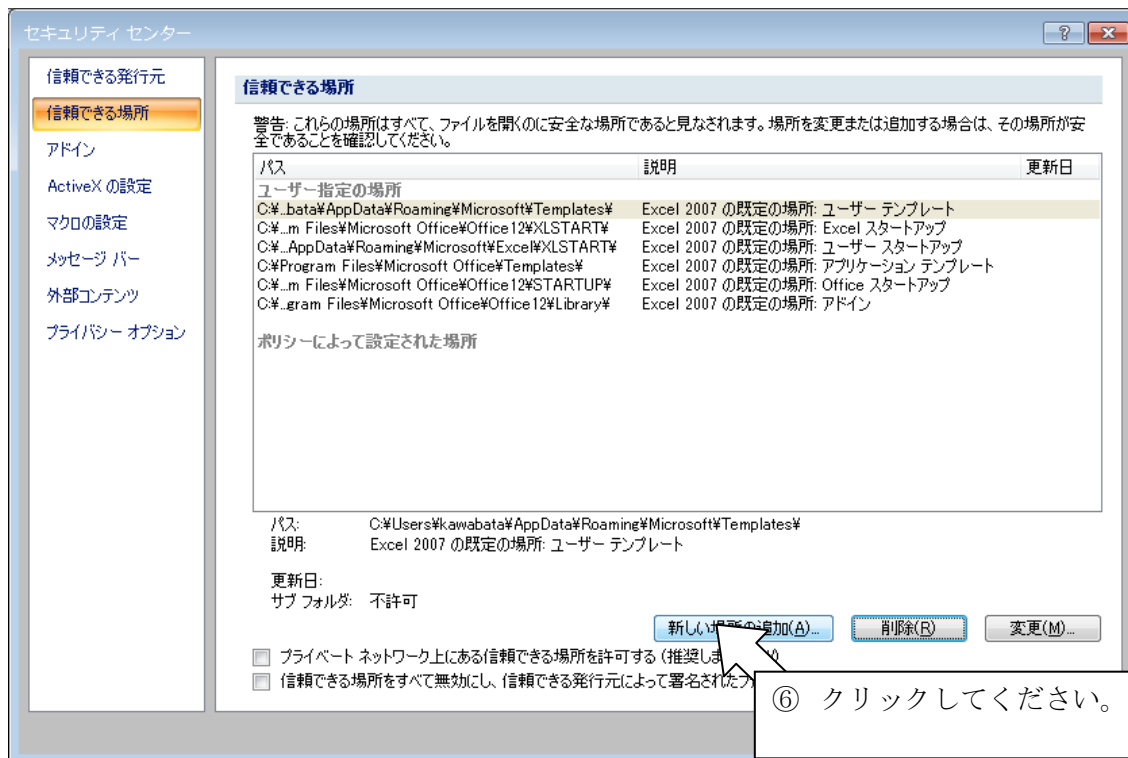 セキュリティ センター
信頼できる発行元
信頼できる場所
アドイン
ActiveX の設定
マクロの設定
メッセージ バー
外部コンテンツ
プライバシー オプション
信頼できる場所
警告: これらの場所はすべて、ファイルを開くのに安全な場所であると見なされます。場所を変更または追加する場合は、その場所が安
全であることを確認してください。
パス 説明 更新日
ユーザー指定の場所
C:¥..bata¥AppData¥Roaming¥Microsoft¥Templates¥ Excel 2007 の既定の場所: ユーザー テンプレート
C:¥...m Files¥Microsoft Office¥Office12¥XLSTART¥ Excel 2007 の既定の場所: Excel スタートアップ
C:¥...AppData¥Roaming¥Microsoft¥Excel¥XLSTART¥ Excel 2007 の既定の場所: ユーザー スタートアップ
C:¥Program Files¥Microsoft Office¥Templates¥ Excel 2007 の既定の場所: アプリケーション テンプレート
C:¥...m Files¥Microsoft Office¥Office12¥STARTUP¥ Excel 2007 の既定の場所: Office スタートアップ
C:¥...gram Files¥Microsoft Office¥Office12¥Library¥ Excel 2007 の既定の場所: アドイン
ポリシーによって設定された場所
パス: C:¥Users¥kawabata¥AppData¥Roaming¥Microsoft¥Templates¥
説明: Excel 2007 の既定の場所: ユーザー テンプレート
更新日:
サブ フォルダ: 不許可
新しい場所の追加(A)... 削除(R) 変更(M)...
プライベート ネットワーク上にある信頼できる場所を許可する (推奨しま
信頼できる場所をすべて無効にし、信頼できる発行元によって署名された
⑥ クリックしてください。